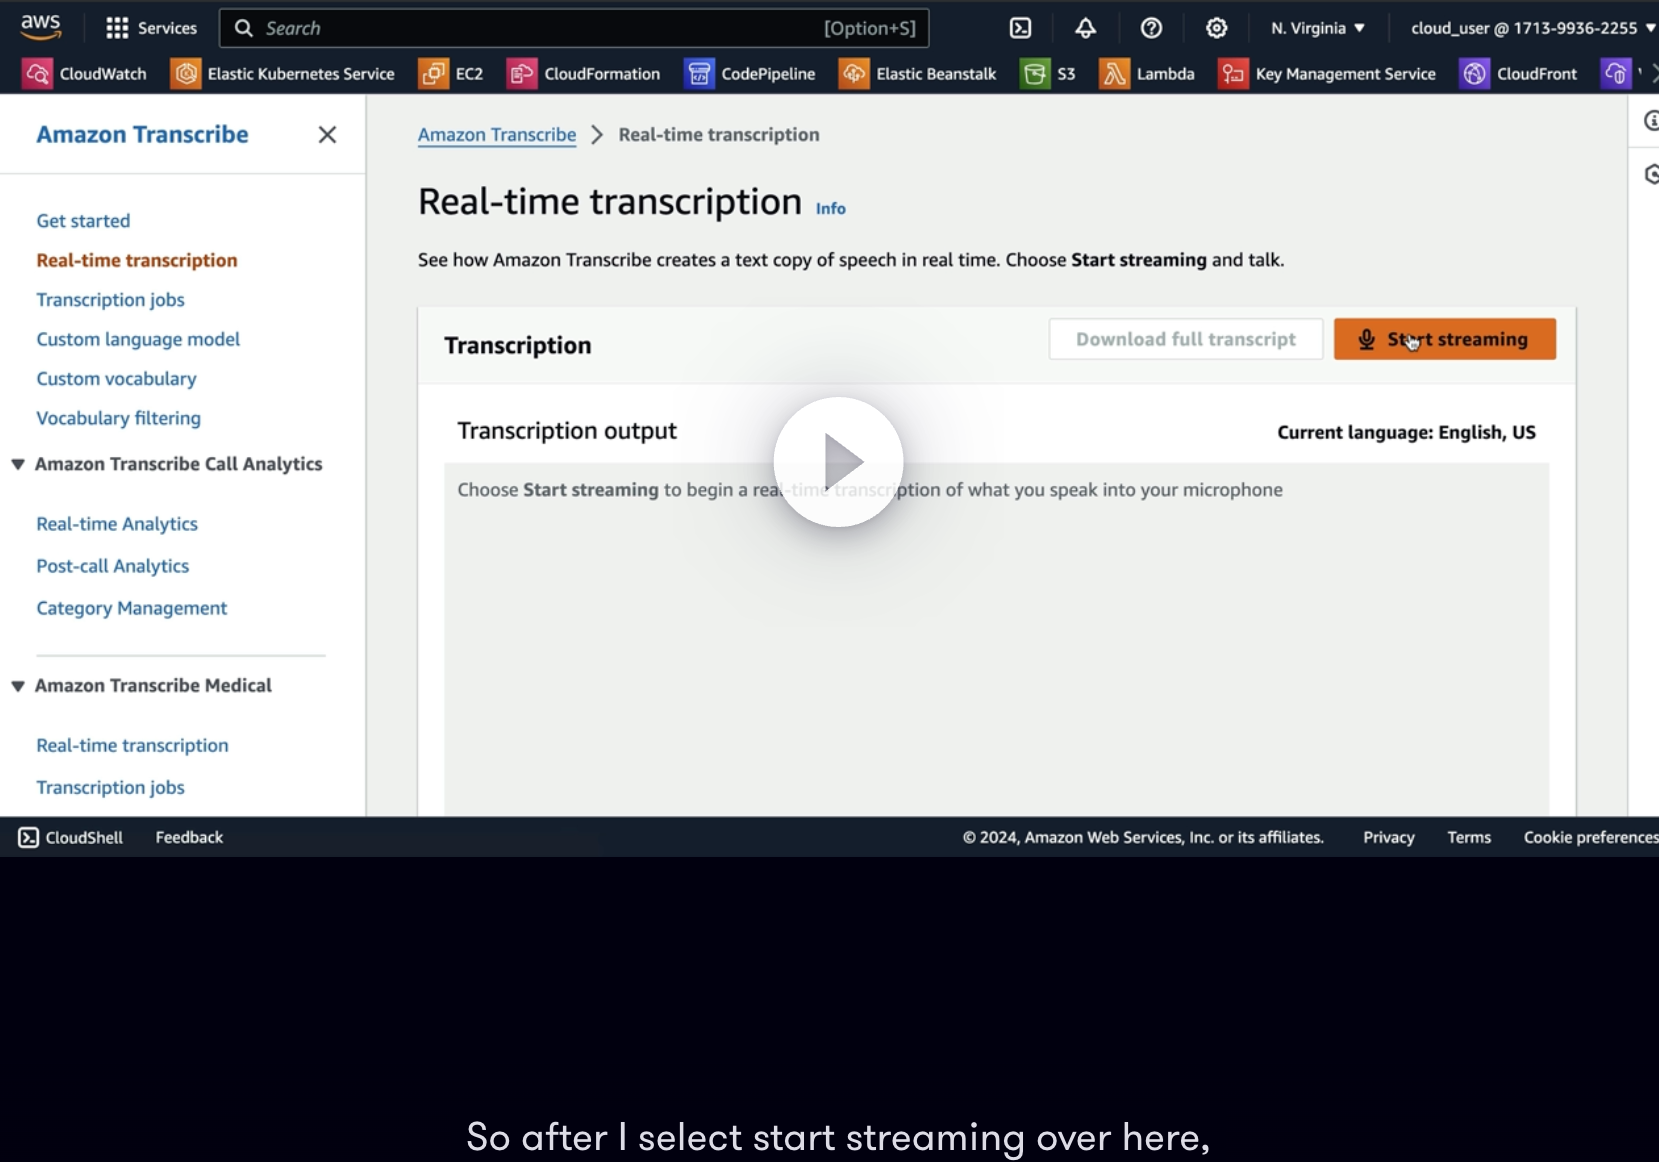 aws
Services
Search
[Option+S]
N. Virginia
cloud_user @ 1713-9936-2255
CloudWatch
Elastic Kubernetes Service
EC2
CloudFormation
CodePipeline
Elastic Beanstalk
S3
Lambda
Key Management Service
CloudFront
Amazon Transcribe
Get started
Real-time transcription
Transcription jobs
Custom language model
Custom vocabulary
Vocabulary filtering
Amazon Transcribe Call Analytics
Real-time Analytics
Post-call Analytics
Category Management
Amazon Transcribe Medical
Real-time transcription
Transcription jobs
Amazon Transcribe > Real-time transcription
Real-time transcription Info
See how Amazon Transcribe creates a text copy of speech in real time. Choose Start streaming and talk.
Transcription
Download full transcript
Start streaming
Transcription output
Current language: English, US
Choose Start streaming to begin a real-time transcription of what you speak into your microphone
CloudShell
Feedback
© 2024, Amazon Web Services, Inc. or its affiliates.
Privacy
Terms
Cookie preferences
So after I select start streaming over here,